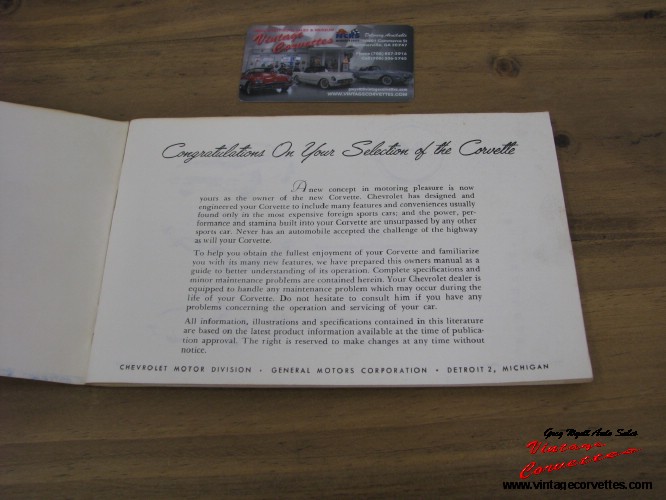 Vintage
Corvettes
WWW.VINTAGECORVETTES.COM
Congratulations On Your Selection of the Corvette
A new concept in motoring pleasure is now
yours as the owner of the new Corvette. Chevrolet has designed and
engineered your Corvette to include many features and conveniences usually
found only in the most expensive foreign sports cars; and the power, per-
formance and stamina built into your Corvette are unsurpassed by any other
sports car. Never has an automobile accepted the challenge of the highway
as will your Corvette.
To help you obtain the fullest enjoyment of your Corvette and familiarize
you with its many new features, we have prepared this owners manual as a
guide to better understanding of its operation. Complete specifications and
minor maintenance problems are contained herein. Your Chevrolet dealer is
equipped to handle any maintenance problem which may occur during the
life of your Corvette. Do not hesitate to consult him if you have any
problems concerning the operation and servicing of your car.
All information, illustrations and specifications contained in this literature
are based on the latest product information available at the time of publica-
tion approval. The right is reserved to make changes at any time without
notice.
CHEVROLET MOTOR DIVISION • GENERAL MOTORS CORPORATION • DETROIT 2, MICHIGAN
Greg Wyatt Auto Sales
Vintage
Corvettes
www.vintagecorvettes.com